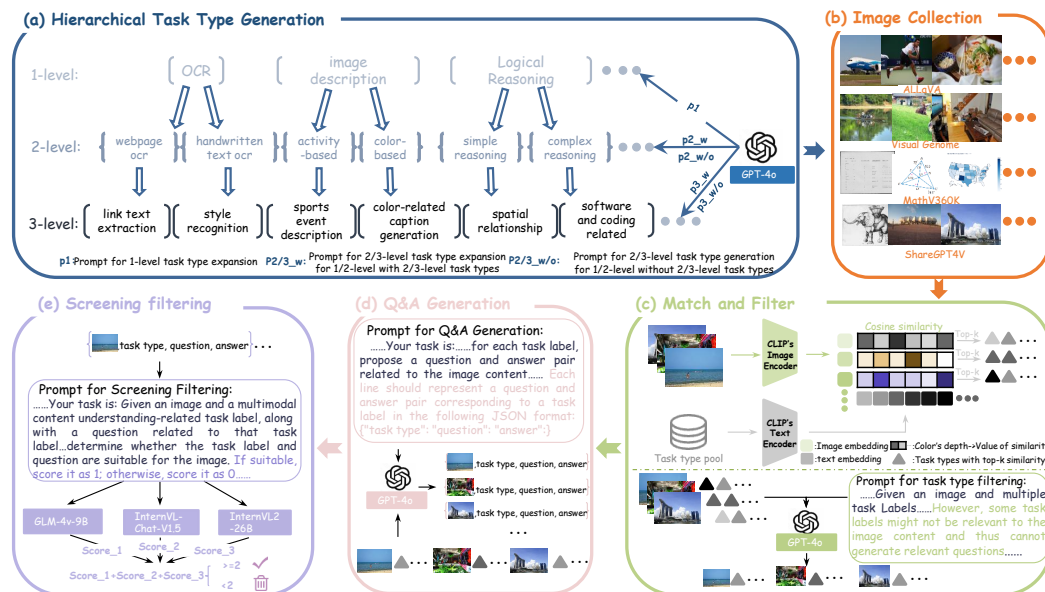 (a) Hierarchical Task Type Generation
1-level:
OCR
image description
Logical Reasoning
p1
2-level:
webpage ocr
handwritten text ocr
activity-based
color-based
simple reasoning
complex reasoning
p2_w
p2_w/o
GPT-4o
p3_w
p3_w/o
3-level:
link text extraction
style recognition
sports event description
color-related caption generation
spatial relationship
software and coding related
p1:Prompt for 1-level task type expansion
P2/3_w: Prompt for 2/3-level task type expansion for 1/2-level with 2/3-level task types
P2/3_w/o: Prompt for 2/3-level task type generation for 1/2-level without 2/3-level task types
(b) Image Collection
ALLaVA
Visual Genome
MathV360K
ShareGPT4V
(e) Screening filtering
task type, question, answer
Prompt for Screening Filtering:
......Your task is: Given an image and a multimodal
content understanding-related task label, along
with a question related to that task
label...determine whether the task label and
question are suitable for the image. If suitable,
score it as 1; otherwise, score it as 0......
GLM-4v-9B
InternVL-Chat-V1.5
InternVL2-26B
Score_1
Score_2
Score_3
Score_1+Score_2+Score_3
>=2
<2
(d) Q&A Generation
Prompt for Q&A Generation:
......Your task is:......for each task label,
propose a question and answer pair
related to the image content...... Each
line should represent a question and
answer pair corresponding to a task
label in the following JSON format:
{"task type": "question": "answer":}
GPT-4o
,task type, question, answer
,task type, question, answer
,task type, question, answer
(c) Match and Filter
CLIP's Image Encoder
Cosine similarity
Top-k
Top-k
Top-k
Task type pool
CLIP's Text Encoder
:Image embedding
:Color's depth->Value of similarity
:text embedding
:Task types with top-k similarity
Prompt for task type filtering:
......Given an image and multiple
task Labels......However, some task
labels might not be relevant to the
image content and thus cannot
generate relevant questions......
GPT-4o